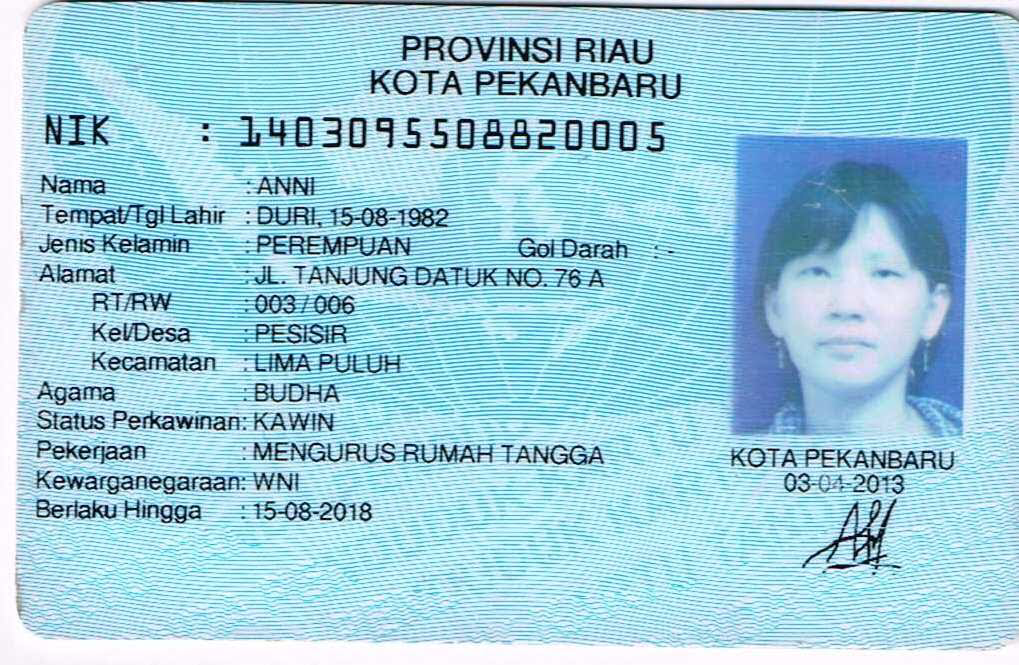 PROVINSI RIAU
KOTA PEKANBARU
NIK : 1403095508820005
Nama : ANNI
Tempat/Tgl Lahir : DURI, 15-08-1982
Jenis Kelamin : PEREMPUAN Gol Darah : -
Alamat : JL. TANJUNG DATUK NO. 76 A
RT/RW : 003 / 006
Kel/Desa : PESISIR
Kecamatan : LIMA PULUH
Agama : BUDHA
Status Perkawinan: KAWIN
Pekerjaan : MENGURUS RUMAH TANGGA
Kewarganegaraan: WNI
Berlaku Hingga : 15-08-2018
KOTA PEKANBARU
03-04-2013